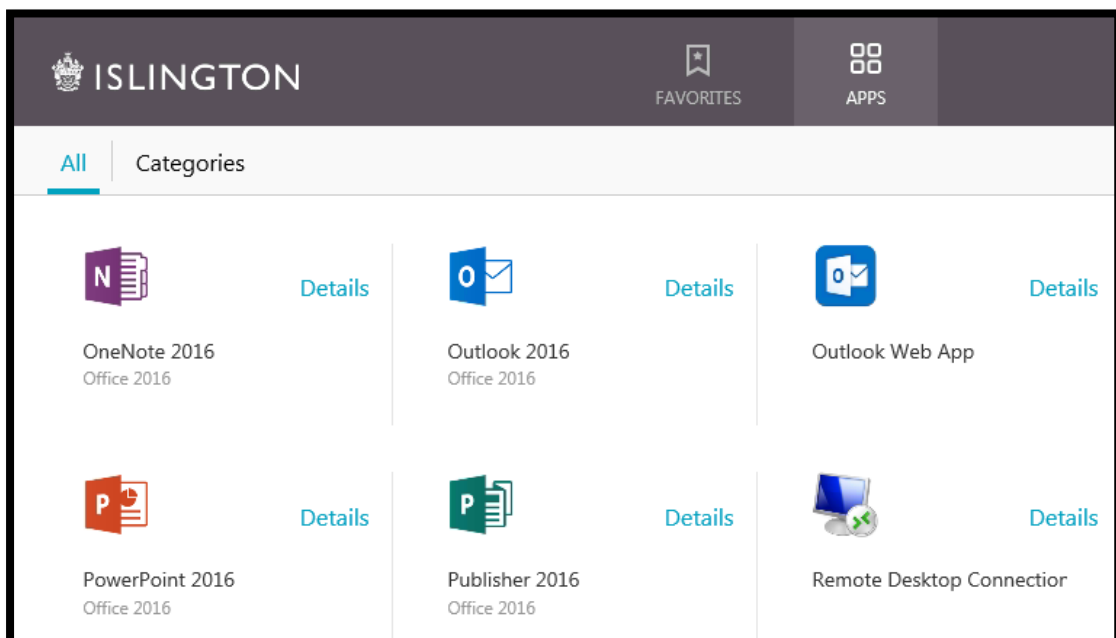 ISLINGTON
FAVORITES
APPS
All
Categories
N
Details
O
Details
O
Details
OneNote 2016
Office 2016
Outlook 2016
Office 2016
Outlook Web App
P
Details
P
Details
Details
PowerPoint 2016
Office 2016
Publisher 2016
Office 2016
Remote Desktop Connection